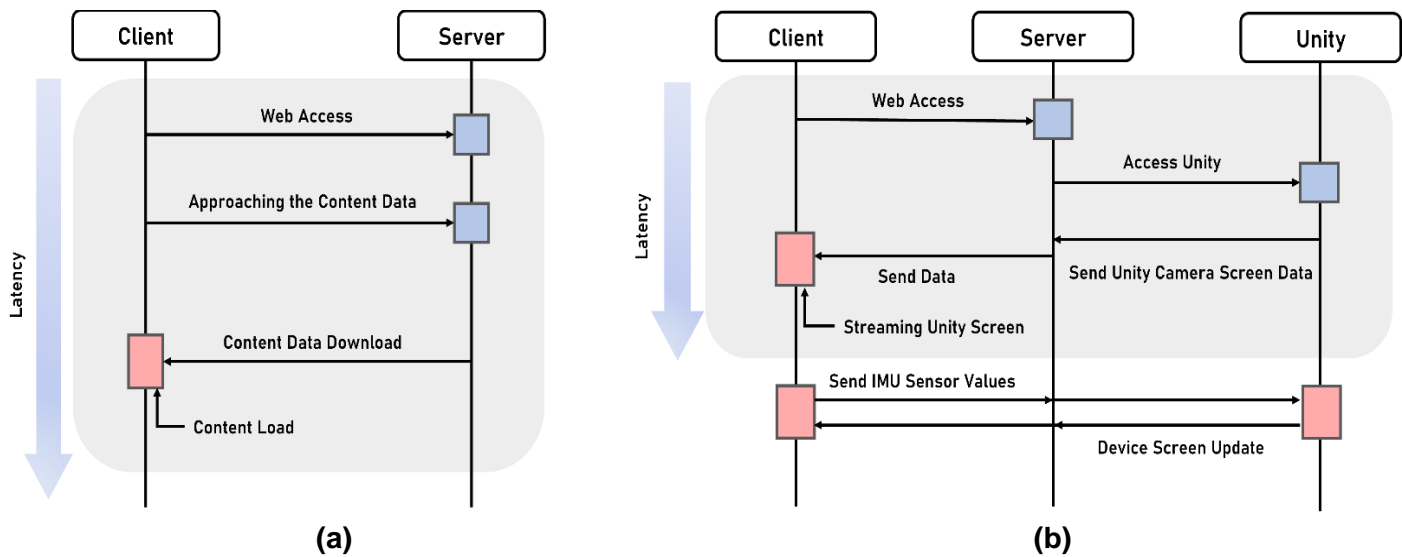 Client
Server
Web Access
Approaching the Content Data
Latency
Content Data Download
Content Load
(a)
Client
Server
Unity
Web Access
Access Unity
Latency
Send Data
Send Unity Camera Screen Data
Streaming Unity Screen
Send IMU Sensor Values
Device Screen Update
(b)